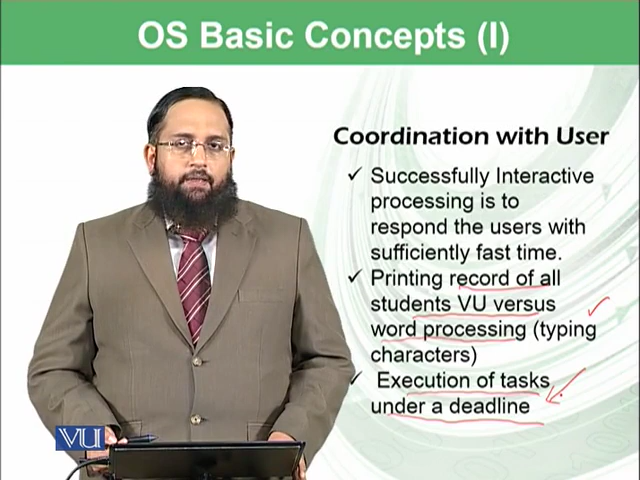 OS Basic Concepts (I)
Coordination with User
✓ Successfully Interactive
processing is to
respond the users with
sufficiently fast time.
✓ Printing record of all
students VU versus
word processing (typing
characters)
✓ Execution of tasks
under a deadline
VU